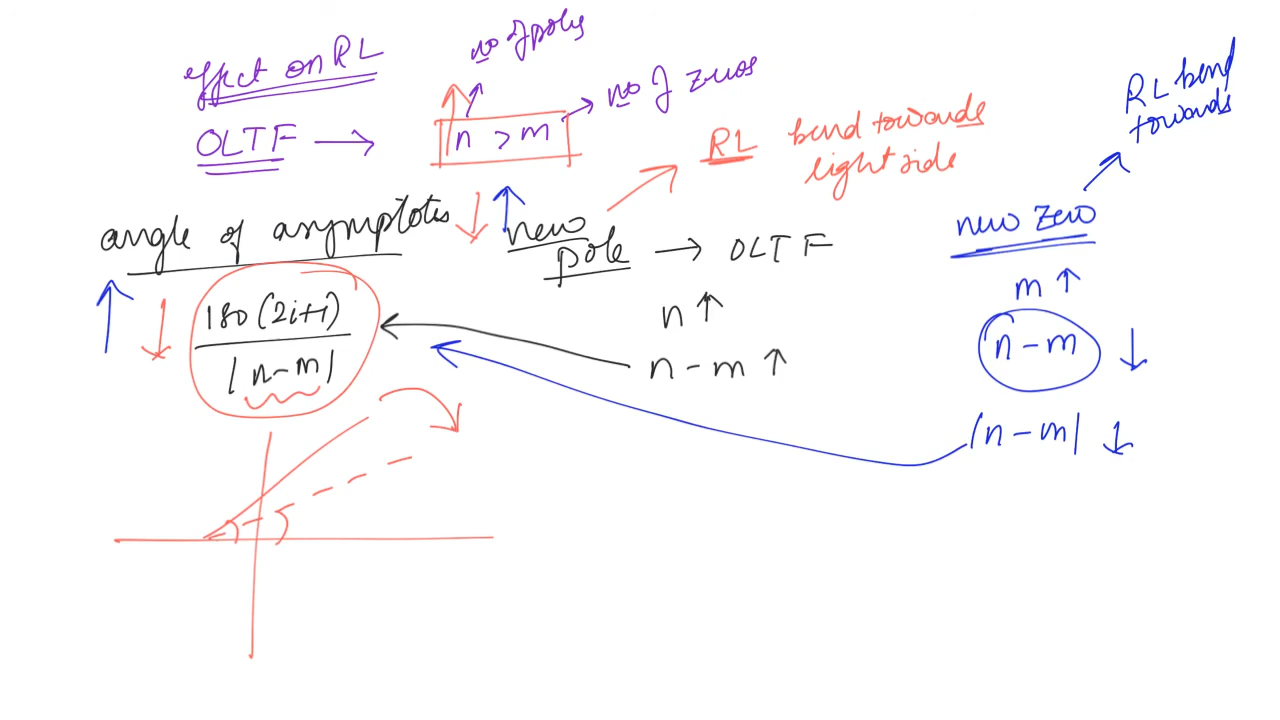 effect on RL
no of poles
OLTF → n > m → no of zeros
RL bend towards
right side
RL bend
towards
angle of asymptotes
new
pole → OLTF
new zero
180 (2i+1)
|n-m|
n ↑
n - m ↑
m ↑
n - m ↓
|n - m| ↓